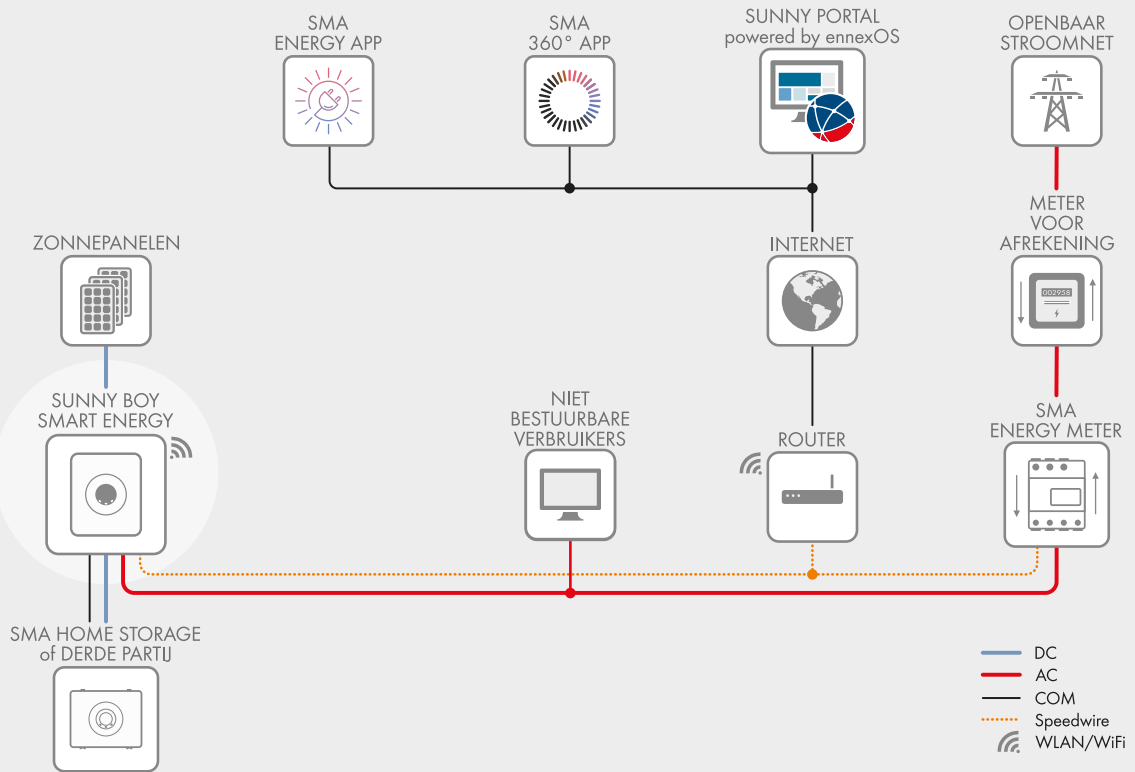 SMA
ENERGY APP
SMA
360° APP
SUNNY PORTAL
powered by ennexOS
OPENBAAR
STROOMNET
METER
VOOR
AFREKENING
002958
ZONNEPANELEN
INTERNET
SUNNY BOY
SMART ENERGY
NIET
BESTUURBARE
VERBRUIKERS
ROUTER
SMA
ENERGY METER
SMA HOME STORAGE
of DERDE PARTIJ
DC
AC
COM
Speedwire
WLAN/WiFi